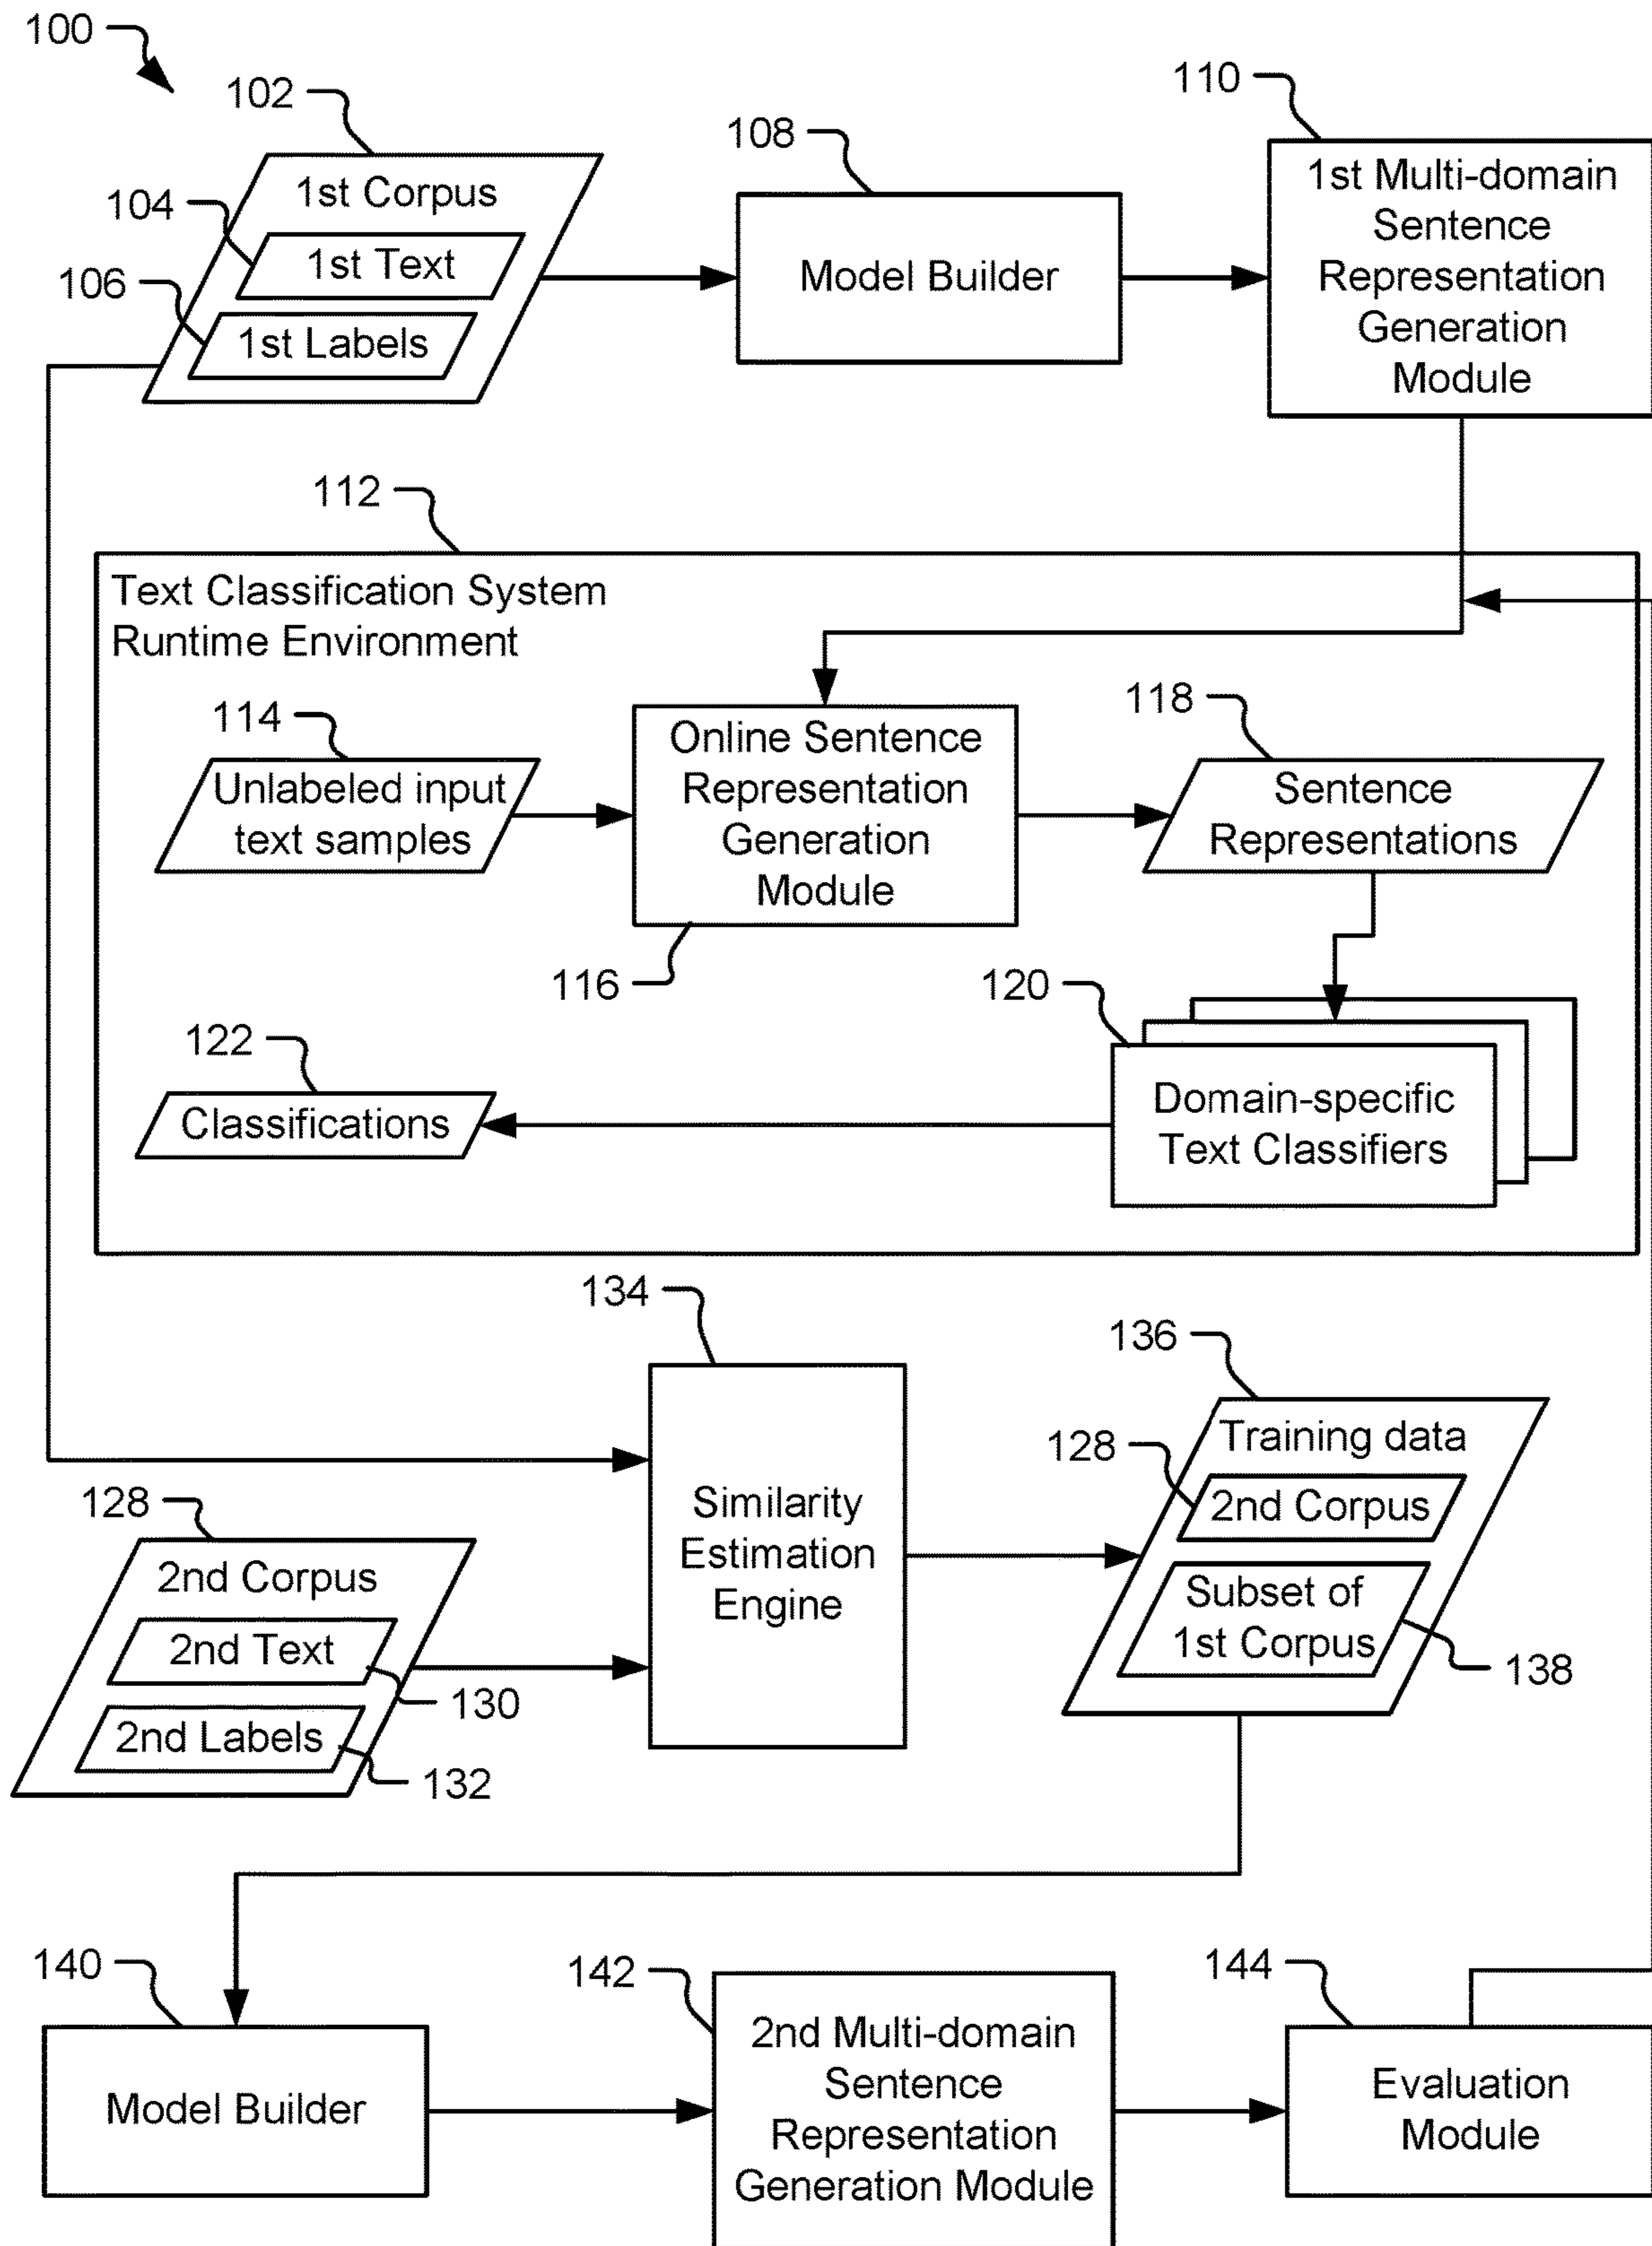 100
102
110
108
1st Corpus
104
1st Text
106
1st Labels
Model Builder
1st Multi-domain
Sentence
Representation
Generation
Module
112
Text Classification System
Runtime Environment
114
Unlabeled input
text samples
Online Sentence
Representation
Generation
Module
116
118
Sentence
Representations
120
Domain-specific
Text Classifiers
122
Classifications
134
Similarity
Estimation
Engine
136
Training data
128
2nd Corpus
Subset of
1st Corpus
138
128
2nd Corpus
2nd Text
130
2nd Labels
132
140
Model Builder
142
2nd Multi-domain
Sentence
Representation
Generation Module
144
Evaluation
Module